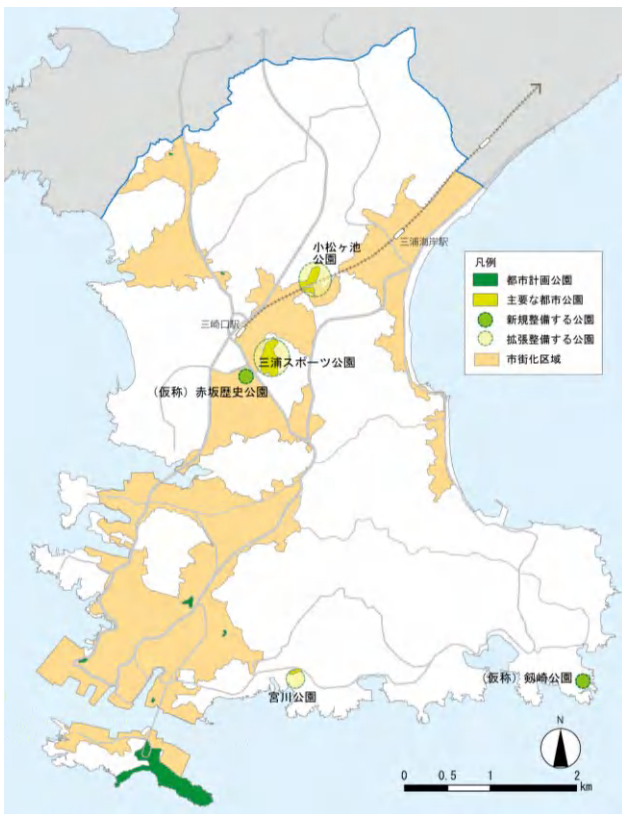 小松ヶ池
公園
三浦海岸駅
凡例
都市計画公園
主要な都市公園
新規整備する公園
拡張整備する公園
市街化区域
三崎口駅
三浦スポーツ公園
(仮称)赤坂歴史公園
宮川公園
(仮称)剱崎公園
N
0 0.5 1 2
km